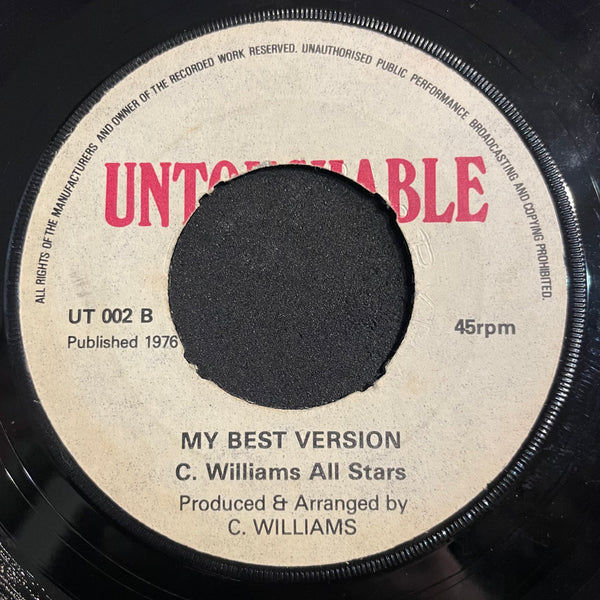 ALL RIGHTS OF THE MANUFACTURERS AND OWNER OF THE RECORDED WORK RESERVED. UNAUTHORISED PUBLIC PERFORMANCE BROADCASTING AND COPYING PROHIBITED.
UNTOUCHABLE
UT 002 B
Published 1976
45rpm
MY BEST VERSION
C. Williams All Stars
Produced & Arranged by
C. WILLIAMS